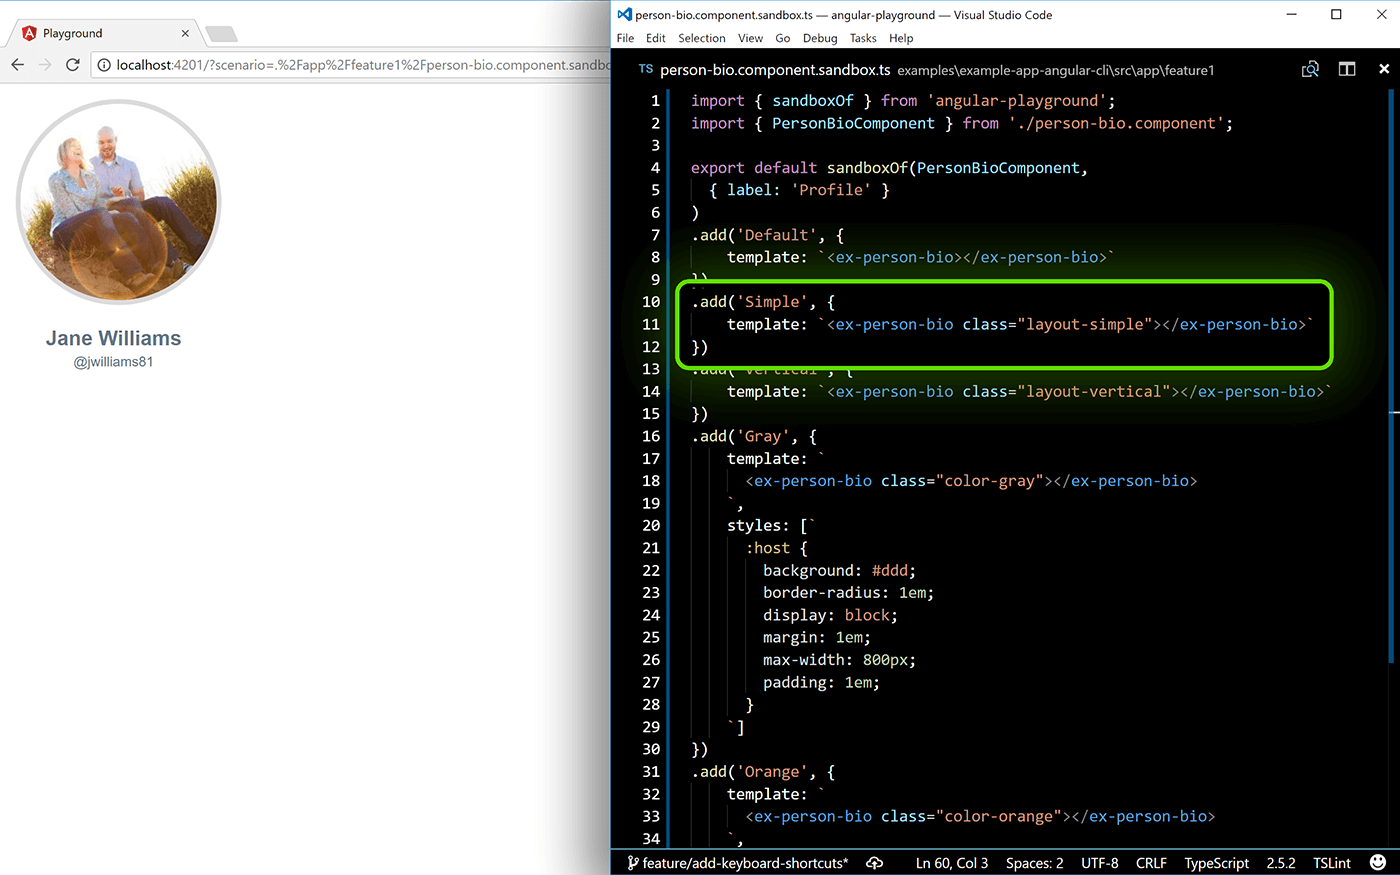 Playground
localhost:4201/?scenario=.%2Fapp%2Ffeature1%2Fperson-bio.component.sandbo
Jane Williams
@jwilliams81
person-bio.component.sandbox.ts — angular-playground — Visual Studio Code
File Edit Selection View Go Debug Tasks Help
TS person-bio.component.sandbox.ts examples\example-app-angular-cli\src\app\feature1
1 import { sandboxOf } from 'angular-playground';
2 import { PersonBioComponent } from './person-bio.component';
3
4 export default sandboxOf(PersonBioComponent,
5 { label: 'Profile' }
6 )
7 .add('Default', {
8 template: `<ex-person-bio></ex-person-bio>`
9 })
10 .add('Simple', {
11 template: `<ex-person-bio class="layout-simple"></ex-person-bio>`
12 })
13 .add('Vertical', {
14 template: `<ex-person-bio class="layout-vertical"></ex-person-bio>`
15 })
16 .add('Gray', {
17 template: `
18 <ex-person-bio class="color-gray"></ex-person-bio>
19 `,
20 styles: [`
21 :host {
22 background: #ddd;
23 border-radius: 1em;
24 display: block;
25 margin: 1em;
26 max-width: 800px;
27 padding: 1em;
28 }
29 `]
30 })
31 .add('Orange', {
32 template: `
33 <ex-person-bio class="color-orange"></ex-person-bio>
34 `,
feature/add-keyboard-shortcuts* Ln 60, Col 3 Spaces: 2 UTF-8 CRLF TypeScript 2.5.2 TSLint